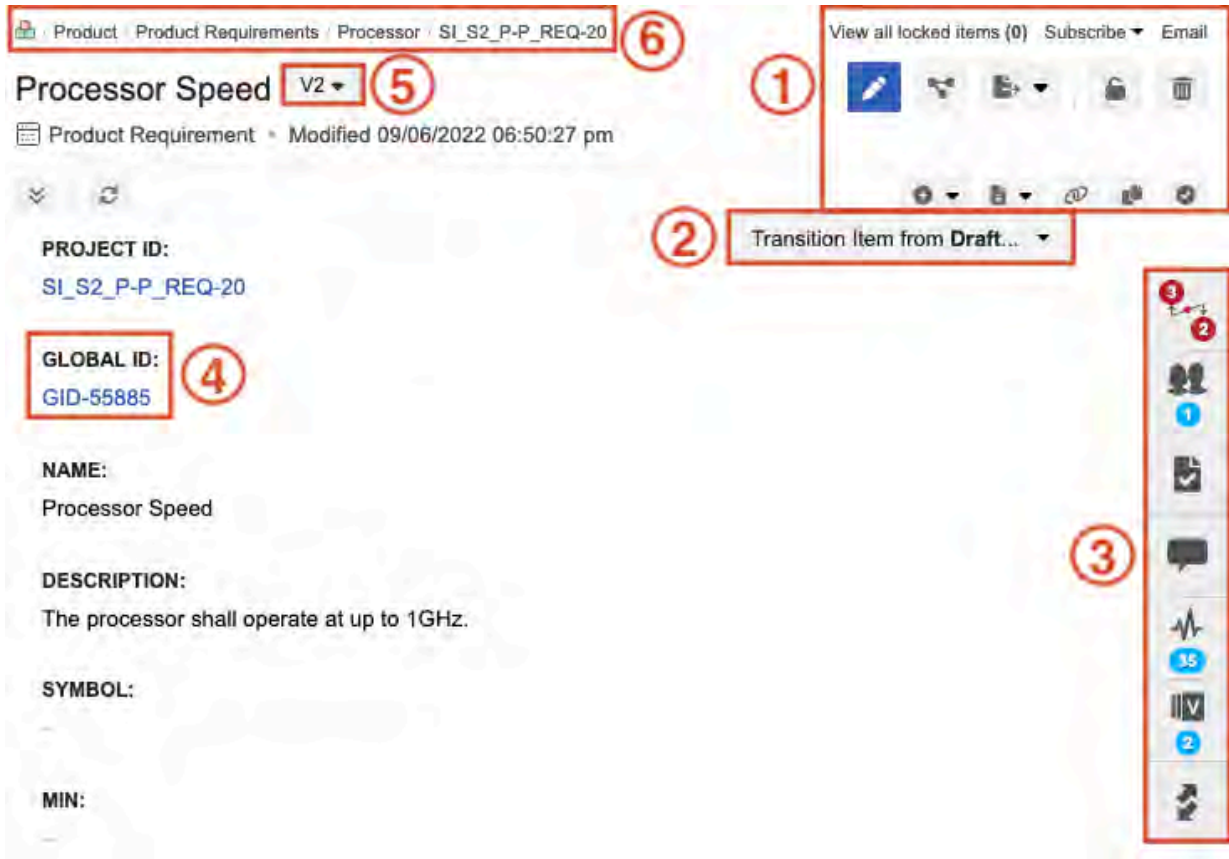 Product Product Requirements Processor SI_S2_P-P_REQ-20
6
View all locked items (0) Subscribe Email
1
Processor Speed V2
5
Product Requirement • Modified 09/06/2022 06:50:27 pm
2
Transition Item from Draft...
PROJECT ID:
SI_S2_P-P_REQ-20
3
2
GLOBAL ID:
GID-55885
4
1
NAME:
Processor Speed
3
DESCRIPTION:
The processor shall operate at up to 1GHz.
35
SYMBOL:
V
2
MIN: